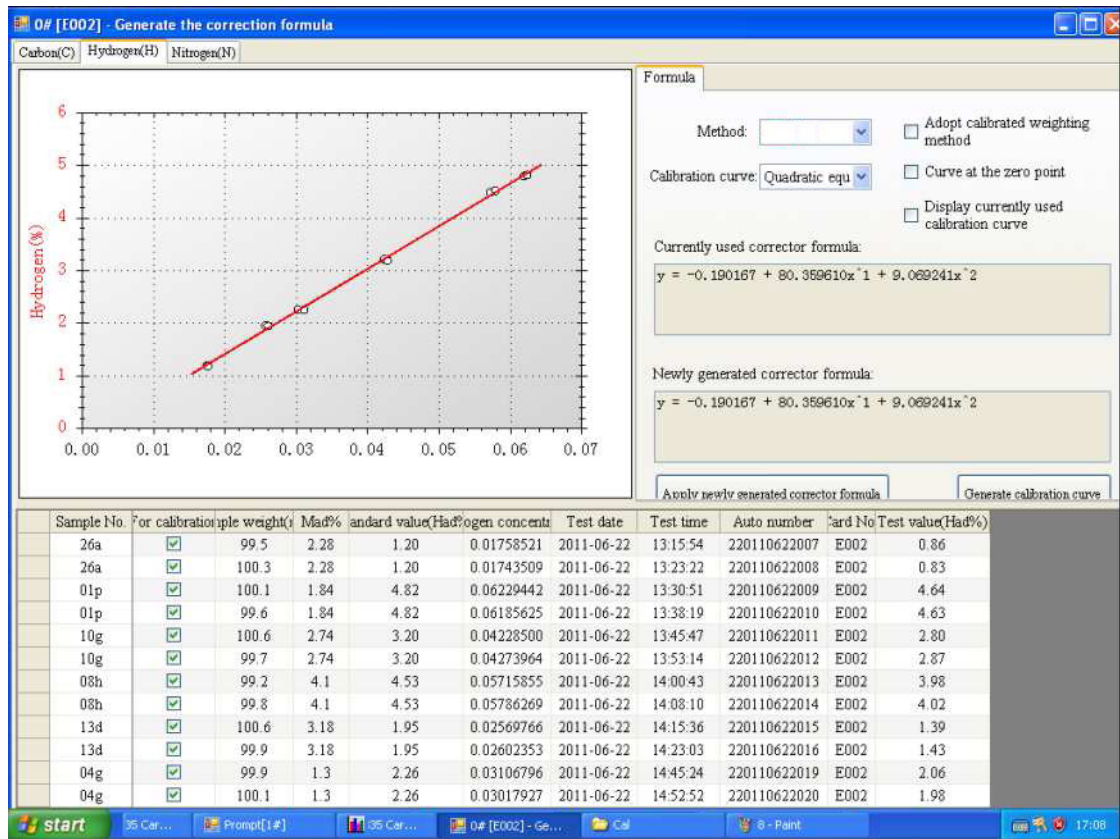 0# [E002] - Generate the correction formula
Carbon(C) Hydrogen(H) Nitrogen(N)
Formula
Method:
Adopt calibrated weighting method
Calibration curve: Quadratic equ
Curve at the zero point
Display currently used calibration curve
Currently used corrector formula:
y = -0.190167 + 80.359610x^1 + 9.069241x^2
Newly generated corrector formula:
y = -0.190167 + 80.359610x^1 + 9.069241x^2
Apply newly generated corrector formula
Generate calibration curve
Hydrogen(%)
6
5
4
3
2
1
0
0.00 0.01 0.02 0.03 0.04 0.05 0.06 0.07
Sample No. For calibration ple weight( Mad% andard value(Had% ogen concentr Test date Test time Auto number ard No Test value(Had%)
26a 99.5 2.28 1.20 0.01758521 2011-06-22 13:15:54 220110622007 E002 0.86
26a 100.3 2.28 1.20 0.01743509 2011-06-22 13:23:22 220110622008 E002 0.83
01p 100.1 1.84 4.82 0.06229442 2011-06-22 13:30:51 220110622009 E002 4.64
01p 99.6 1.84 4.82 0.06185625 2011-06-22 13:38:19 220110622010 E002 4.63
10g 100.6 2.74 3.20 0.04228500 2011-06-22 13:45:47 220110622011 E002 2.80
10g 99.7 2.74 3.20 0.04273964 2011-06-22 13:53:14 220110622012 E002 2.87
08h 99.2 4.1 4.53 0.05715855 2011-06-22 14:00:43 220110622013 E002 3.98
08h 99.8 4.1 4.53 0.05786269 2011-06-22 14:08:10 220110622014 E002 4.02
13d 100.6 3.18 1.95 0.02569766 2011-06-22 14:15:36 220110622015 E002 1.39
13d 99.9 3.18 1.95 0.02602353 2011-06-22 14:23:03 220110622016 E002 1.43
04g 99.9 1.3 2.26 0.03106796 2011-06-22 14:45:24 220110622019 E002 2.06
04g 100.1 1.3 2.26 0.03017927 2011-06-22 14:52:52 220110622020 E002 1.98
start 35 Car... Prompt[1#] 35 Car... 0# [E002] - Ge... Cal 8 - Paint 17:08